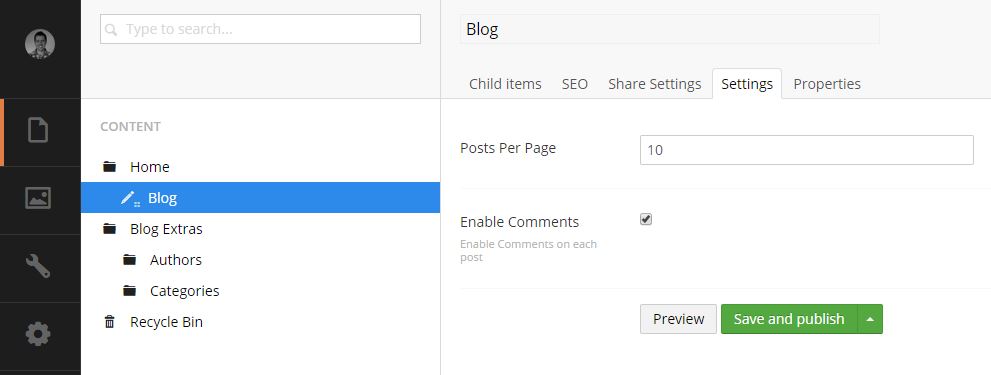 Type to search...
CONTENT
Home
Blog
Blog Extras
Authors
Categories
Recycle Bin
Blog
Child items SEO Share Settings Settings Properties
Posts Per Page 10
Enable Comments
Enable Comments on each
post
Preview Save and publish